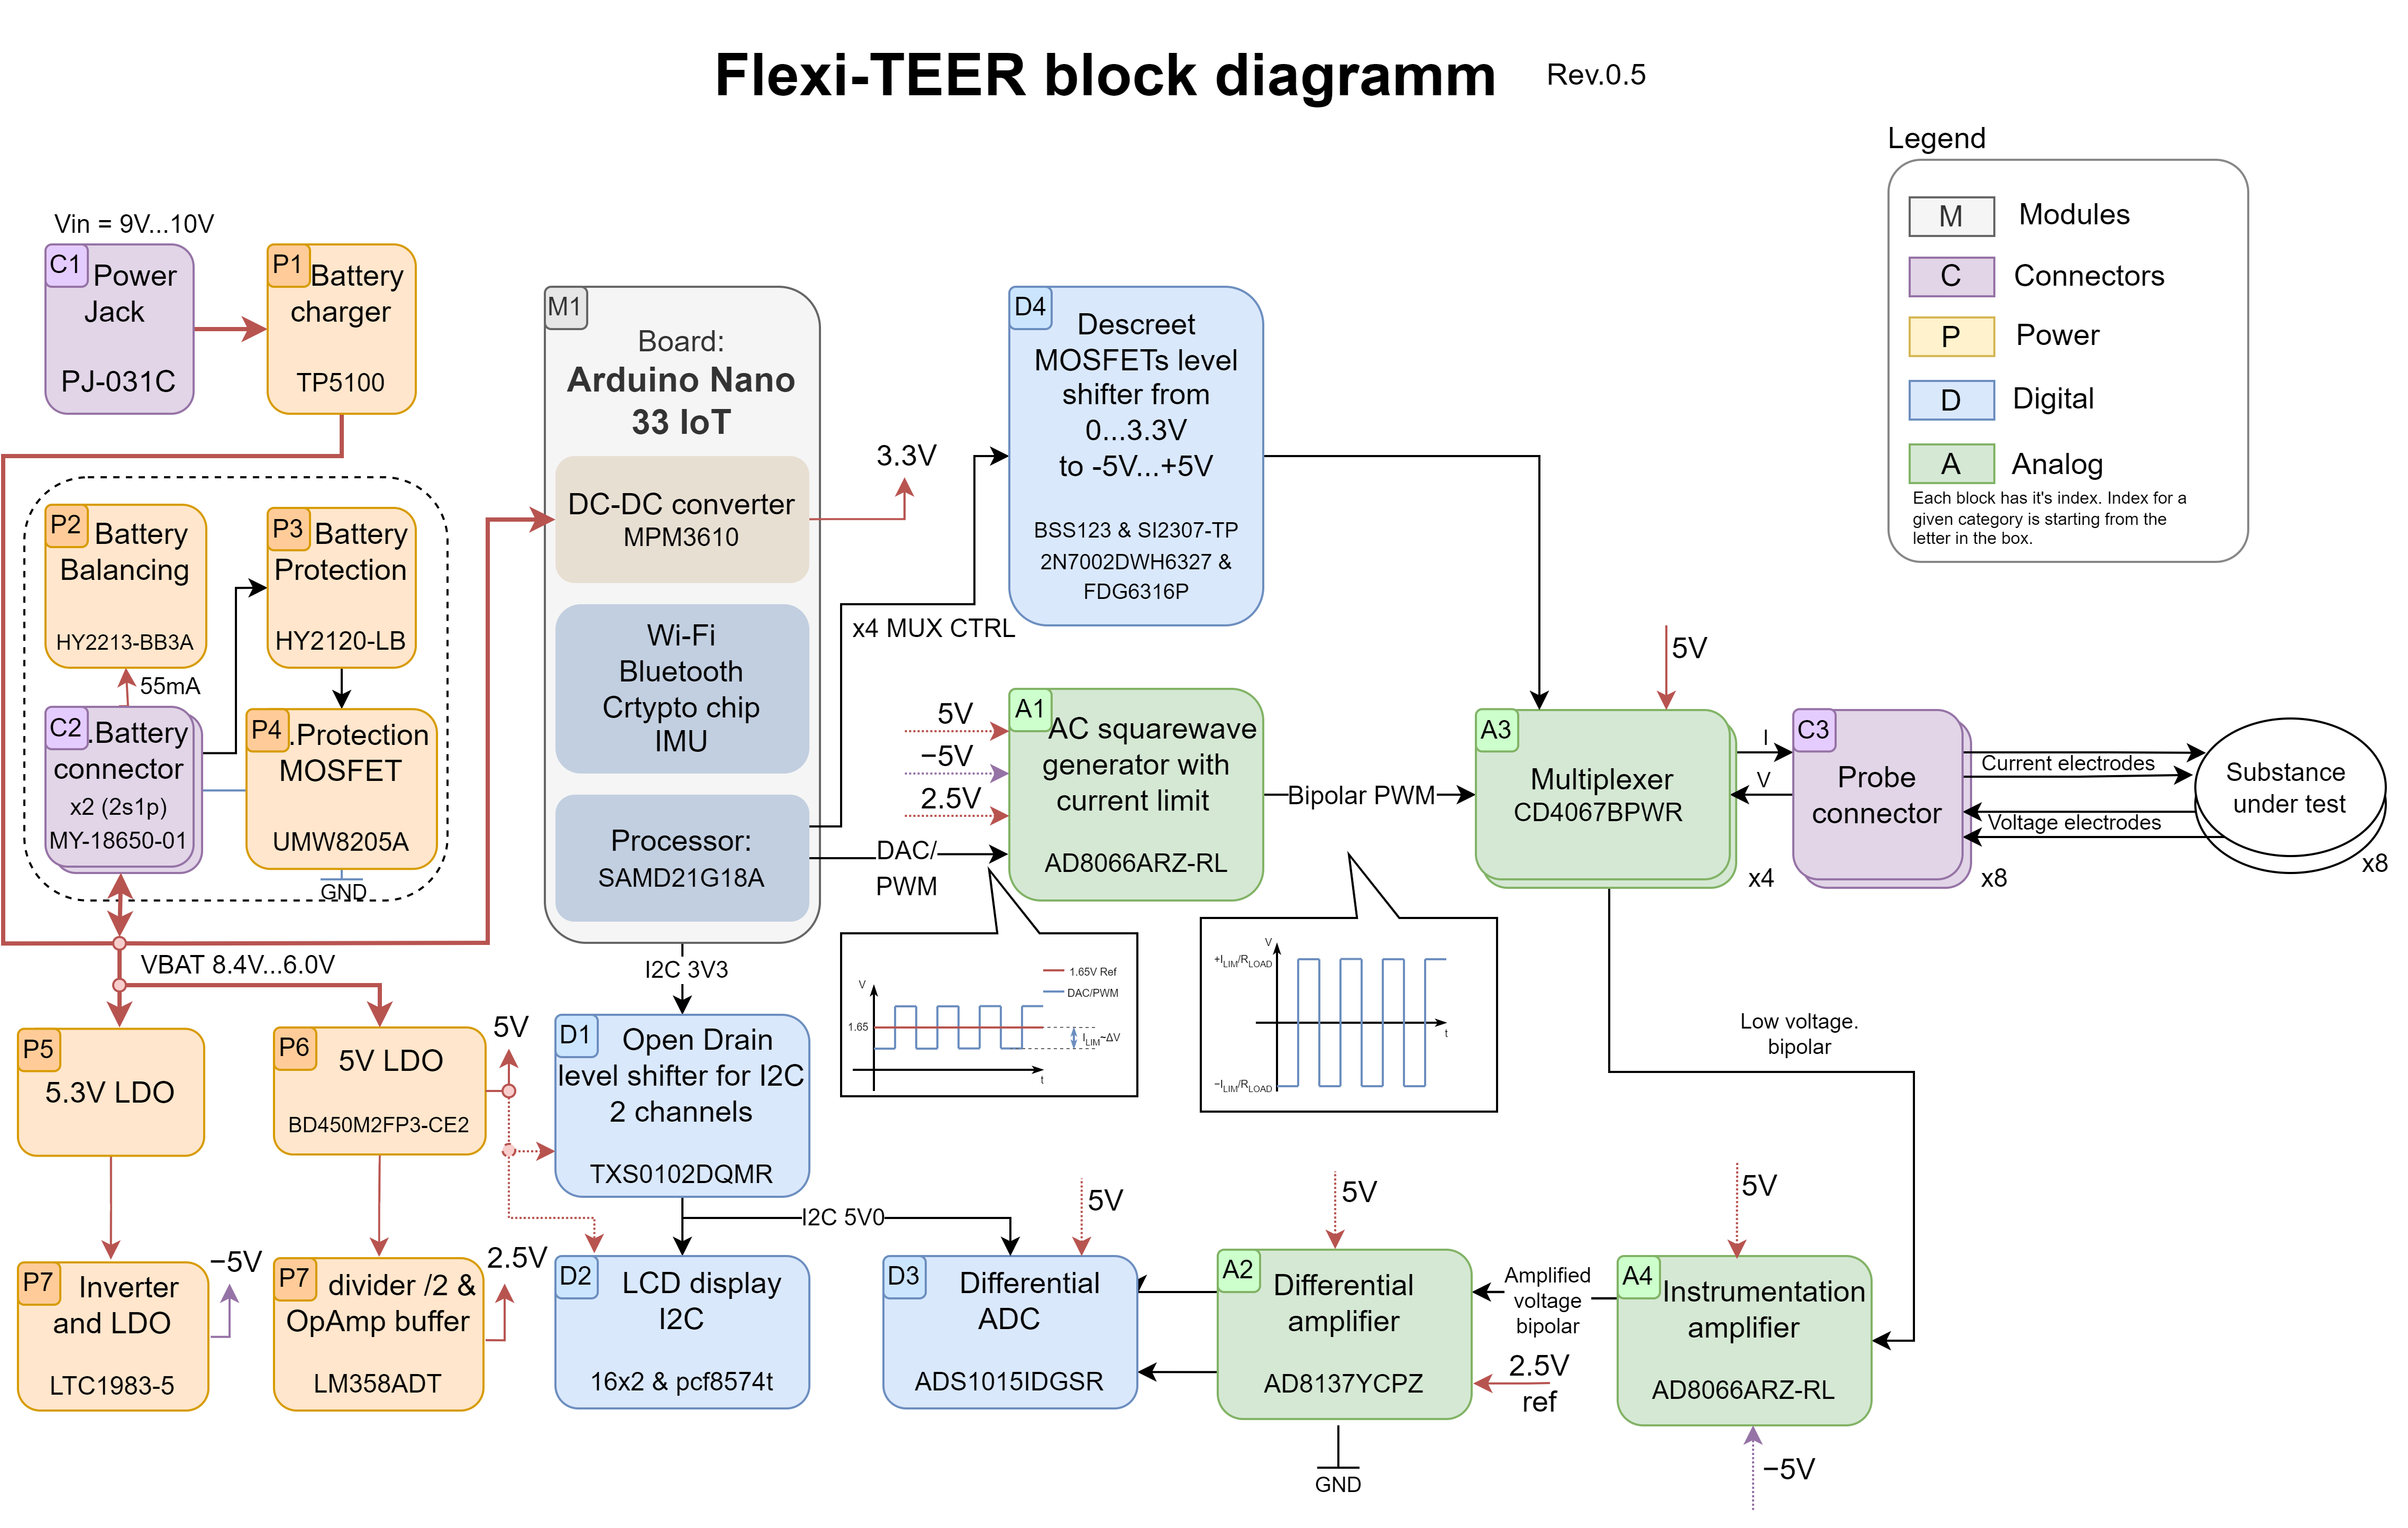 Flexi-TEER block diagramm
Rev.0.5
Legend
M
Modules
C
Connectors
P
Power
D
Digital
A
Analog
Each block has it's index. Index for a
given category is starting from the
letter in the box.
Vin = 9V...10V
C1
Power
Jack
PJ-031C
P1
Battery
charger
TP5100
P2
Battery
Balancing
HY2213-BB3A
P3
Battery
Protection
HY2120-LB
55mA
C2
.Battery
connector
x2 (2s1p)
MY-18650-01
P4
.Protection
MOSFET
UMW8205A
GND
VBAT 8.4V...6.0V
P5
5.3V LDO
P6
5V LDO
BD450M2FP3-CE2
5V
P7
Inverter
and LDO
LTC1983-5
−5V
P7
divider /2 &
OpAmp buffer
LM358ADT
2.5V
M1
Board:
Arduino Nano
33 IoT
DC-DC converter
MPM3610
3.3V
Wi-Fi
Bluetooth
Crtypto chip
IMU
Processor:
SAMD21G18A
x4 MUX CTRL
DAC/
PWM
I2C 3V3
D1
Open Drain
level shifter for I2C
2 channels
TXS0102DQMR
I2C 5V0
D2
LCD display
I2C
16x2 & pcf8574t
D4
Descreet
MOSFETs level
shifter from
0...3.3V
to -5V...+5V
BSS123 & SI2307-TP
2N7002DWH6327 &
FDG6316P
5V
−5V
2.5V
A1
AC squarewave
generator with
current limit
AD8066ARZ-RL
Bipolar PWM
V
1.65
1.65V Ref
DAC/PWM
ILIM~ΔV
t
V
+ILIM/RLOAD
−ILIM/RLOAD
t
5V
A3
Multiplexer
CD4067BPWR
x4
I
V
C3
Probe
connector
x8
Current electrodes
Voltage electrodes
Substance
under test
x8
Low voltage.
bipolar
5V
D3
Differential
ADC
ADS1015IDGSR
5V
A2
Differential
amplifier
AD8137YCPZ
GND
Amplified
voltage
bipolar
2.5V
ref
5V
A4
Instrumentation
amplifier
AD8066ARZ-RL
−5V